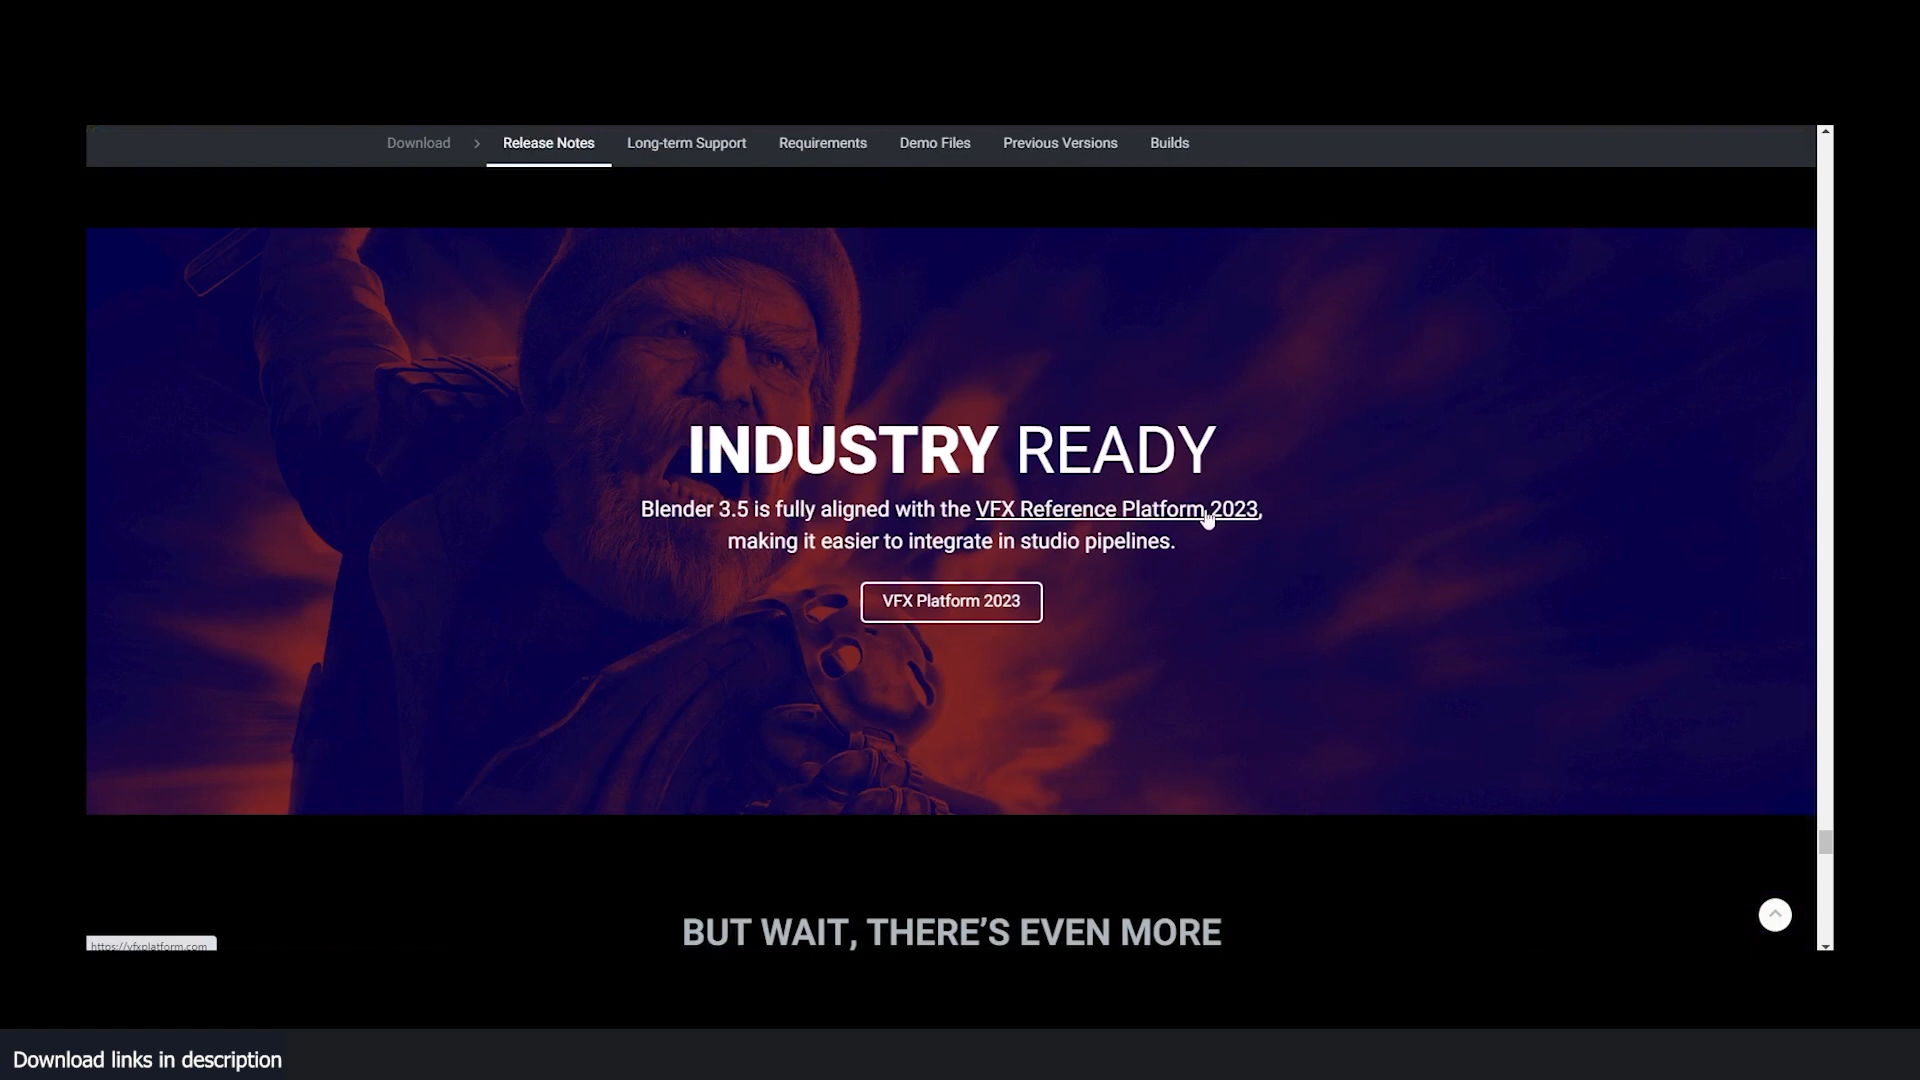 Download > Release Notes Long-term Support Requirements Demo Files Previous Versions Builds
INDUSTRY READY
Blender 3.5 is fully aligned with the VFX Reference Platform 2023,
making it easier to integrate in studio pipelines.
VFX Platform 2023
BUT WAIT, THERE’S EVEN MORE
https://vfxplatform.com
Download links in description